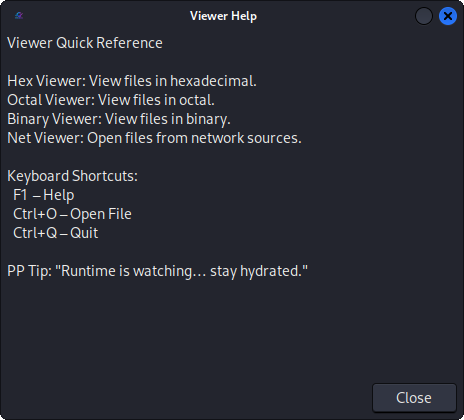 Viewer Help
Viewer Quick Reference
Hex Viewer: View files in hexadecimal.
Octal Viewer: View files in octal.
Binary Viewer: View files in binary.
Net Viewer: Open files from network sources.
Keyboard Shortcuts:
F1 – Help
Ctrl+O – Open File
Ctrl+Q – Quit
PP Tip: "Runtime is watching… stay hydrated."
Close